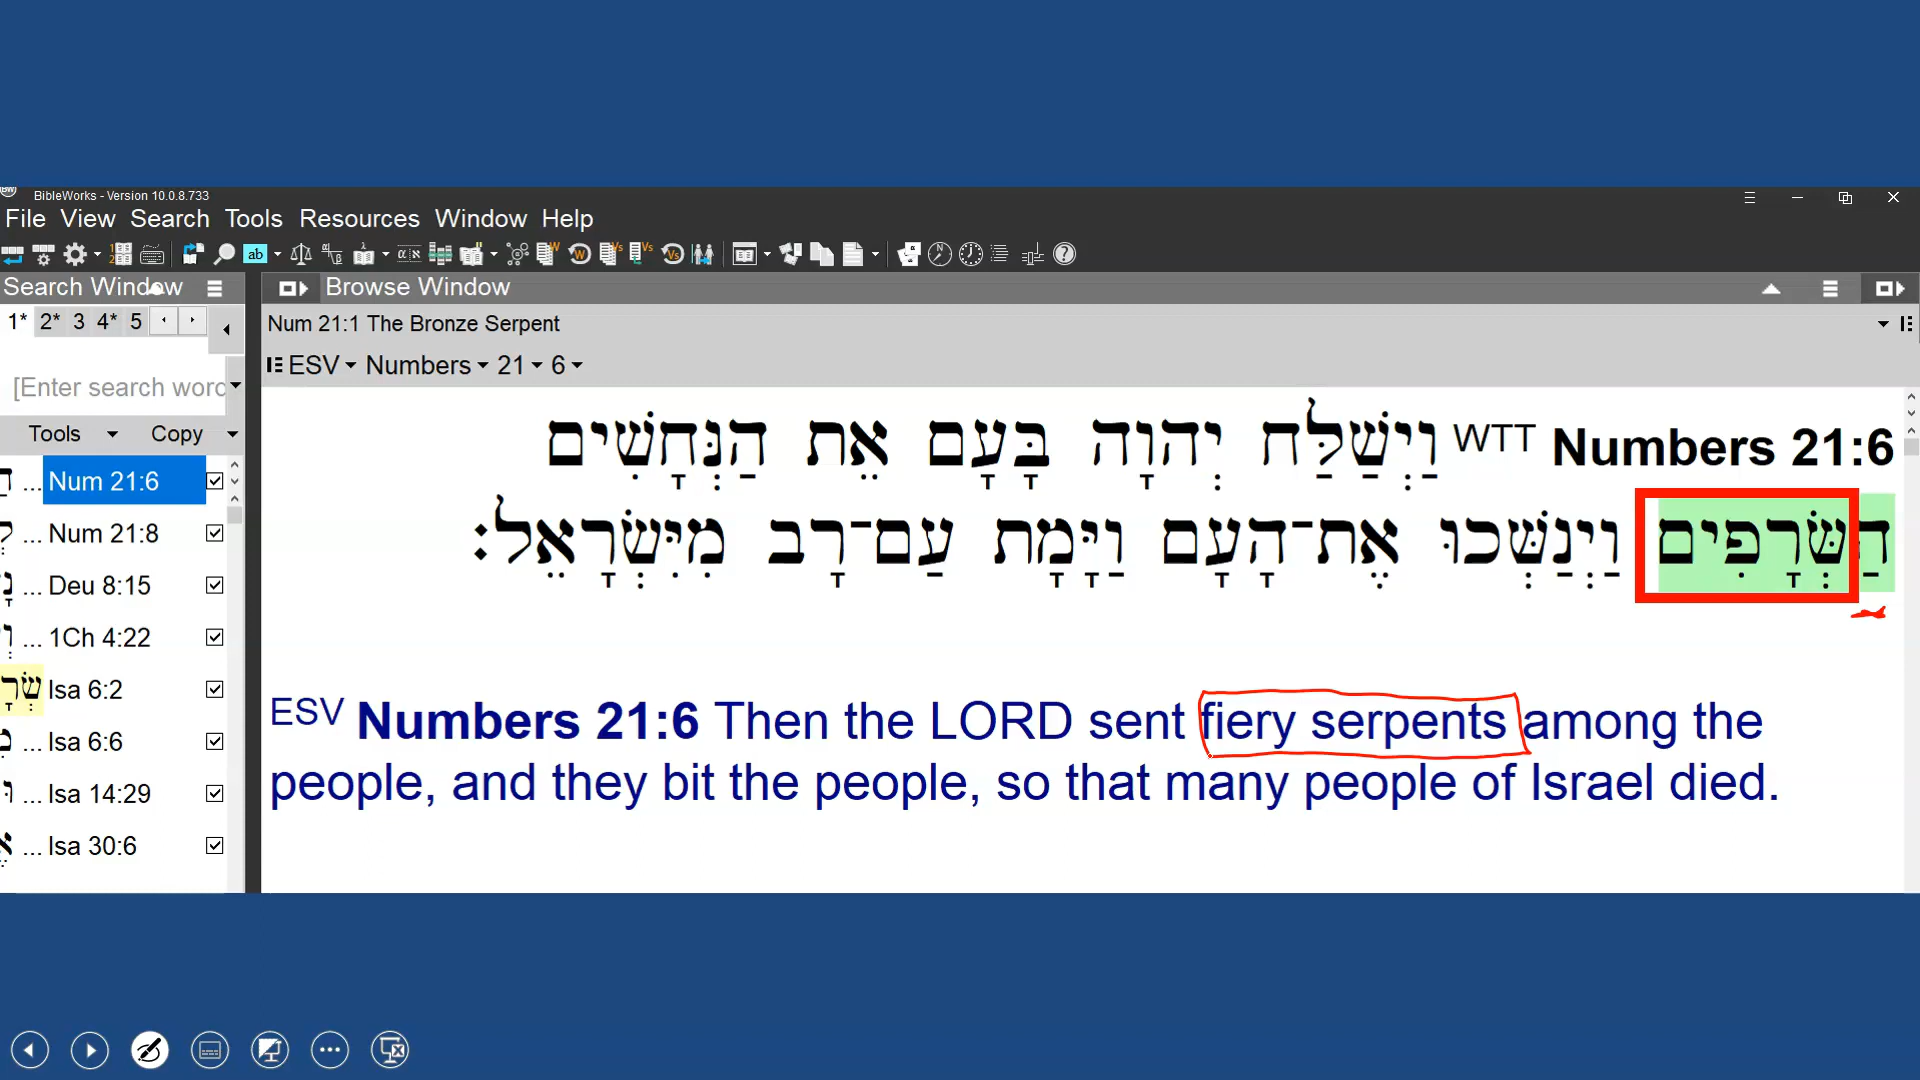 BibleWorks - Version 10.0.8.733
File View Search Tools Resources Window Help
Search Window
Browse Window
1* 2* 3 4* 5
Num 21:1 The Bronze Serpent
ESV Numbers 21 6
[Enter search word
Tools Copy
... Num 21:6
... Num 21:8
... Deu 8:15
... 1Ch 4:22
Isa 6:2
... Isa 6:6
... Isa 14:29
... Isa 30:6
WTT Numbers 21:6 וַיְשַׁלַּח יְהוָה בָּעָם אֵת הַנְּחָשִׁים
הַשְּׂרָפִים וַיְנַשְּׁכוּ אֶת־הָעָם וַיָּמָת עַם־רָב מִיִּשְׂרָאֵל׃
ESV Numbers 21:6 Then the LORD sent fiery serpents among the
people, and they bit the people, so that many people of Israel died.